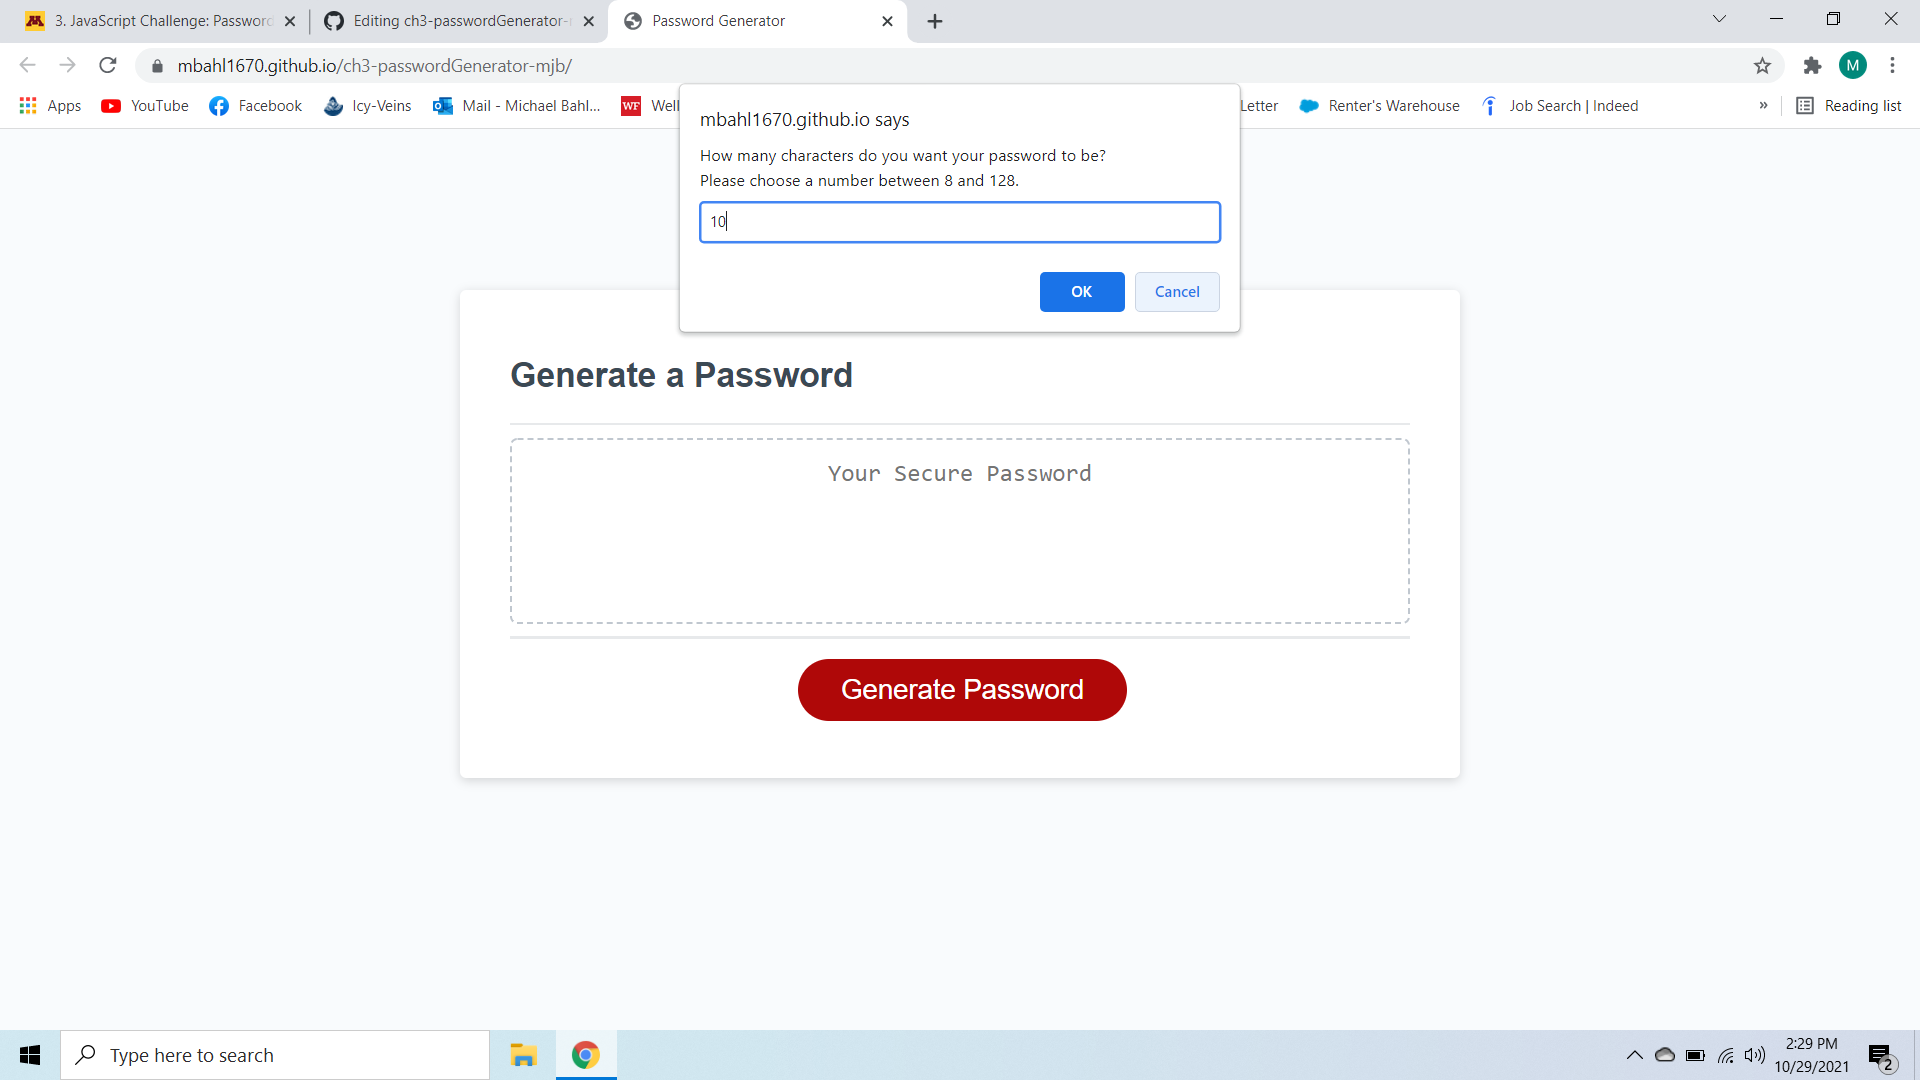 3. JavaScript Challenge: Password
Editing ch3-passwordGenerator-
Password Generator
mbahl1670.github.io/ch3-passwordGenerator-mjb/
M
Apps
YouTube
Facebook
Icy-Veins
Mail - Michael Bahl...
WF
Well
Letter
Renter's Warehouse
Job Search | Indeed
»
Reading list
mbahl1670.github.io says
How many characters do you want your password to be?
Please choose a number between 8 and 128.
10
OK
Cancel
Generate a Password
Your Secure Password
Generate Password
Type here to search
2:29 PM
10/29/2021
2